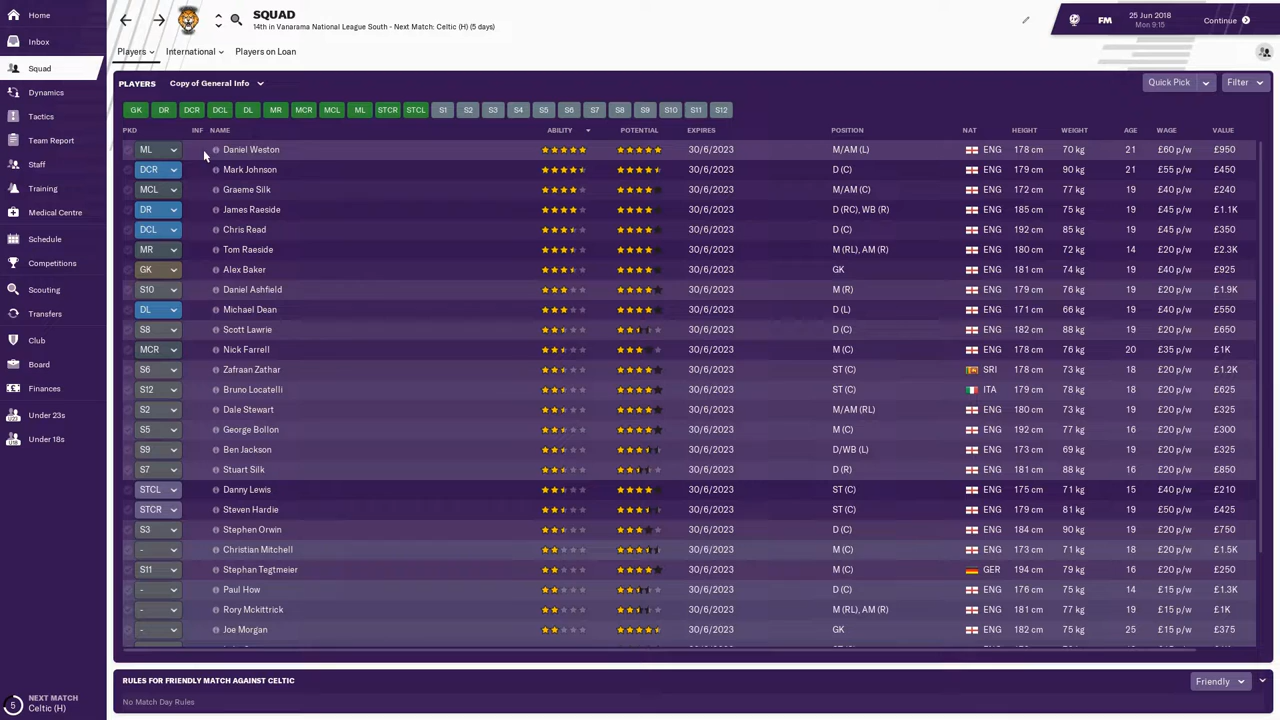 Home
Inbox
Squad
Dynamics
Tactics
Team Report
Staff
Training
Medical Centre
Schedule
Competitions
Scouting
Transfers
Club
Board
Finances
Under 23s
Under 18s
5 NEXT MATCH
Celtic (H)
SQUAD
14th in Vanarama National League South - Next Match: Celtic (H) (5 days)
FM 25 Jun 2018
Mon 9:15
Continue
Players International Players on Loan
PLAYERS Copy of General Info Quick Pick Filter
GK DR DCR DCL DL MR MCR MCL ML STCR STCL S1 S2 S3 S4 S5 S6 S7 S8 S9 S10 S11 S12
PKD INF NAME ABILITY POTENTIAL EXPIRES POSITION NAT HEIGHT WEIGHT AGE WAGE VALUE
ML Daniel Weston 30/6/2023 M/AM (L) ENG 178 cm 70 kg 21 £60 p/w £950
DCR Mark Johnson 30/6/2023 D (C) ENG 179 cm 90 kg 21 £55 p/w £450
MCL Graeme Silk 30/6/2023 M/AM (C) ENG 172 cm 77 kg 19 £40 p/w £240
DR James Raeside 30/6/2023 D (RC), WB (R) ENG 185 cm 75 kg 19 £45 p/w £1.1K
DCL Chris Read 30/6/2023 D (C) ENG 192 cm 85 kg 19 £45 p/w £350
MR Tom Raeside 30/6/2023 M (RL), AM (R) ENG 180 cm 72 kg 14 £20 p/w £2.3K
GK Alex Baker 30/6/2023 GK ENG 181 cm 74 kg 19 £40 p/w £925
S10 Daniel Ashfield 30/6/2023 M (R) ENG 179 cm 76 kg 19 £20 p/w £1.9K
DL Michael Dean 30/6/2023 D (L) ENG 171 cm 66 kg 19 £40 p/w £550
S8 Scott Lawrie 30/6/2023 D (C) ENG 182 cm 88 kg 19 £20 p/w £650
MCR Nick Farrell 30/6/2023 M (C) ENG 178 cm 76 kg 20 £35 p/w £1K
S6 Zafraan Zathar 30/6/2023 ST (C) SRI 178 cm 73 kg 18 £20 p/w £1.2K
S12 Bruno Locatelli 30/6/2023 ST (C) ITA 179 cm 78 kg 18 £20 p/w £625
S2 Dale Stewart 30/6/2023 M/AM (RL) ENG 180 cm 73 kg 19 £20 p/w £325
S5 George Bollon 30/6/2023 M (C) ENG 192 cm 77 kg 16 £20 p/w £300
S9 Ben Jackson 30/6/2023 D/WB (L) ENG 173 cm 69 kg 19 £20 p/w £325
S7 Stuart Silk 30/6/2023 D (R) ENG 181 cm 88 kg 16 £20 p/w £850
STCL Danny Lewis 30/6/2023 ST (C) ENG 175 cm 71 kg 15 £40 p/w £210
STCR Steven Hardie 30/6/2023 ST (C) ENG 179 cm 81 kg 19 £50 p/w £425
S3 Stephen Orwin 30/6/2023 D (C) ENG 184 cm 90 kg 19 £20 p/w £750
- Christian Mitchell 30/6/2023 M (C) ENG 173 cm 71 kg 18 £20 p/w £1.5K
S11 Stephan Tegtmeier 30/6/2023 M (C) GER 194 cm 79 kg 16 £20 p/w £250
- Paul How 30/6/2023 D (C) ENG 176 cm 75 kg 14 £15 p/w £1.3K
- Rory Mckittrick 30/6/2023 M (RL), AM (R) ENG 181 cm 77 kg 19 £15 p/w £1K
- Joe Morgan 30/6/2023 GK ENG 182 cm 75 kg 25 £15 p/w £375
RULES FOR FRIENDLY MATCH AGAINST CELTIC Friendly
No Match Day Rules